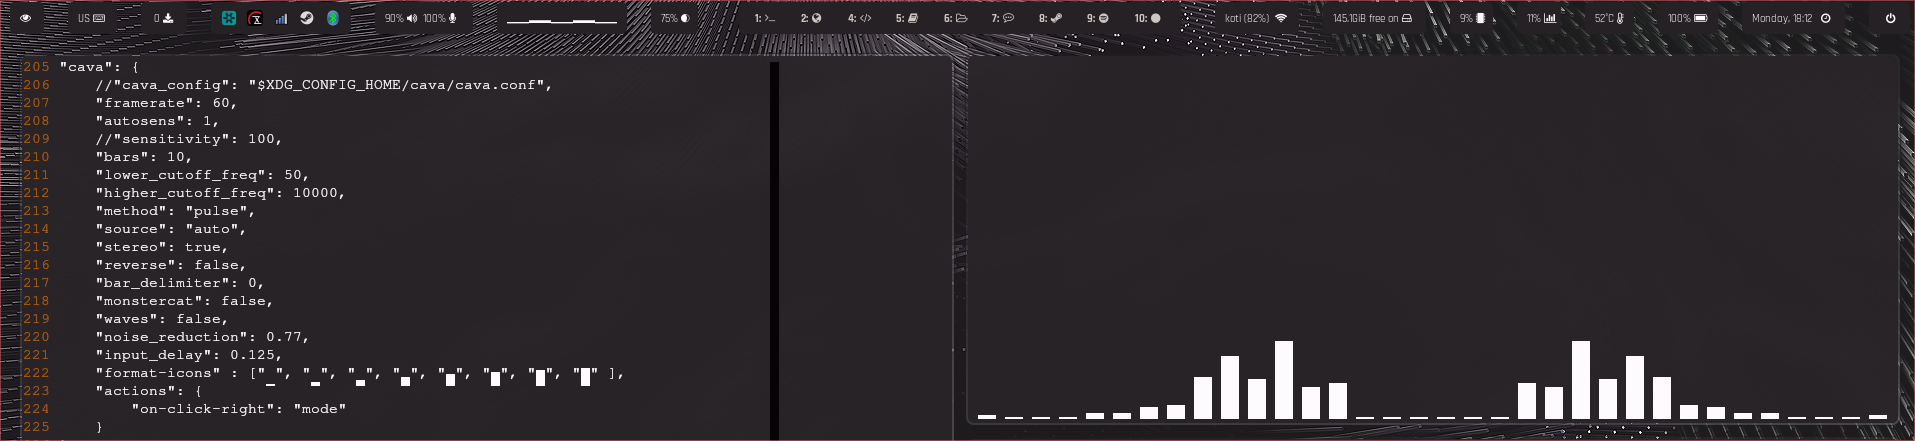 US 0 90% 100% 75% 1: 2: 4: 5: 6: 7: 8: 9: 10: koti (82%) 145.1GiB free on 9% 11% 52°C 100% Monday, 18:12
205 "cava": {
206 //"cava_config": "$XDG_CONFIG_HOME/cava/cava.conf",
207 "framerate": 60,
208 "autosens": 1,
209 //"sensitivity": 100,
210 "bars": 10,
211 "lower_cutoff_freq": 50,
212 "higher_cutoff_freq": 10000,
213 "method": "pulse",
214 "source": "auto",
215 "stereo": true,
216 "reverse": false,
217 "bar_delimiter": 0,
218 "monstercat": false,
219 "waves": false,
220 "noise_reduction": 0.77,
221 "input_delay": 0.125,
222 "format-icons" : ["▁", "▂", "▃", "▄", "▅", "▆", "▇", "█" ],
223 "actions": {
224 "on-click-right": "mode"
225 }